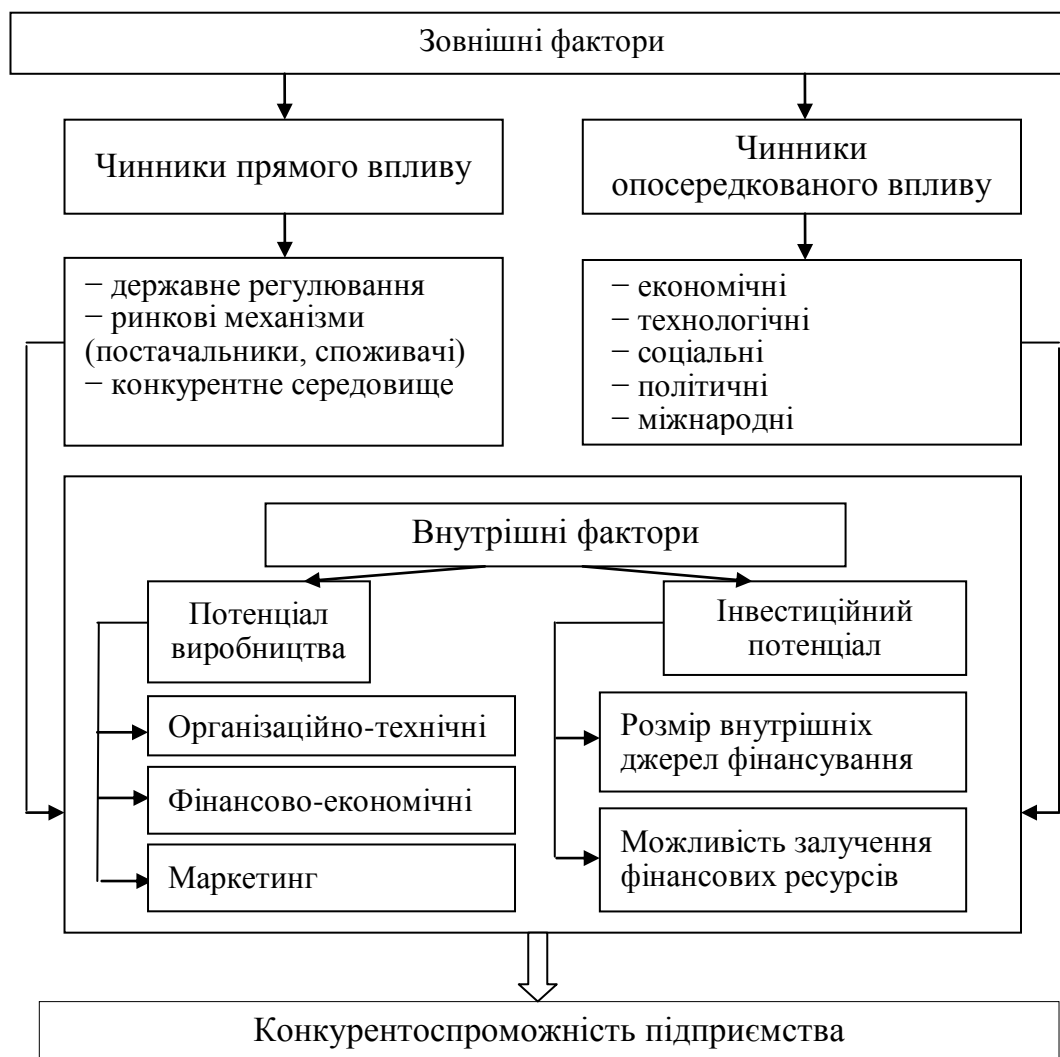 Зовнішні фактори
Чинники прямого впливу
Чинники
опосередкованого впливу
− державне регулювання
− ринкові механізми
(постачальники, споживачі)
− конкурентне середовище
− економічні
− технологічні
− соціальні
− політичні
− міжнародні
Внутрішні фактори
Потенціал
виробництва
Організаційно-технічні
Фінансово-економічні
Маркетинг
Інвестиційний
потенціал
Розмір внутрішніх
джерел фінансування
Можливість залучення
фінансових ресурсів
Конкурентоспроможність підприємства